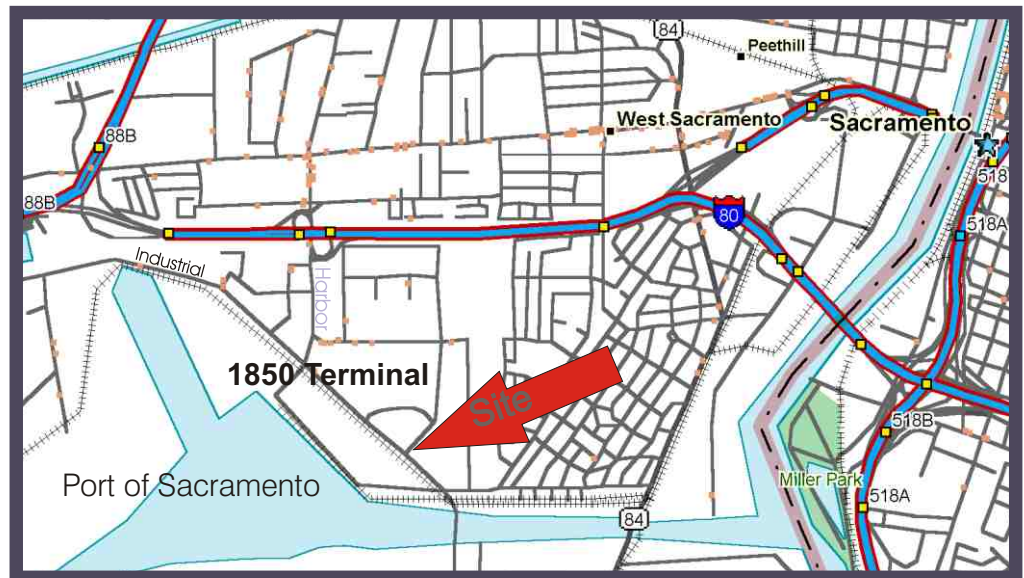 84
Peethill
88B
West Sacramento
Sacramento
518
88B
80
518A
Industrial
Harbor
1850 Terminal
Site
518B
Port of Sacramento
Miller Park
518A
84